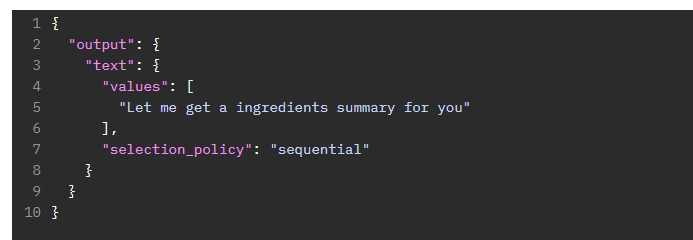 1 {
2   "output": {
3     "text": {
4       "values": [
5         "Let me get a ingredients summary for you"
6       ],
7       "selection_policy": "sequential"
8     }
9   }
10 }